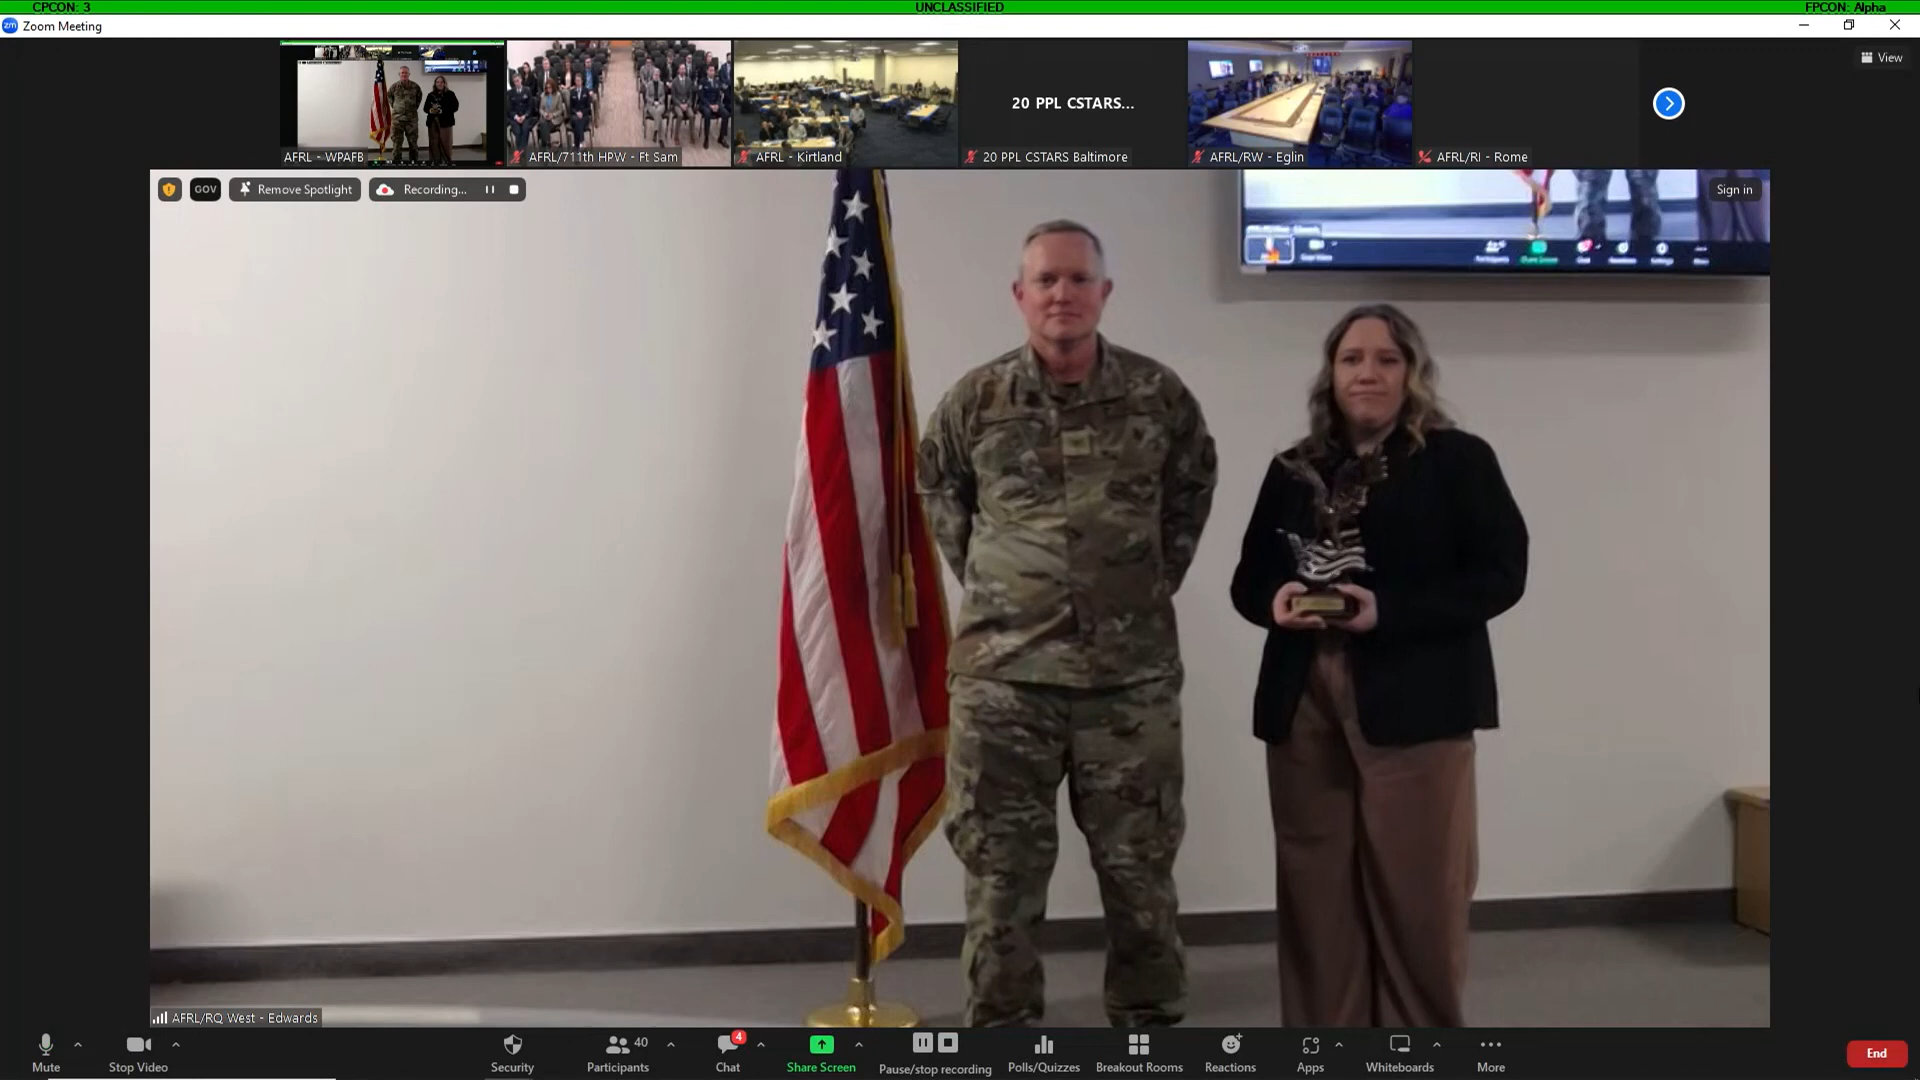 CPCON: 3
UNCLASSIFIED
FPCON: Alpha
zm Zoom Meeting
View
AFRL - WPAFB
AFRL/711th HPW - Ft Sam
AFRL - Kirtland
20 PPL CSTARS...
20 PPL CSTARS Baltimore
AFRL/RW - Eglin
AFRL/RI - Rome
GOV
Remove Spotlight
Recording...
Sign in
AFRL/RQ West - Edwards
Mute
Stop Video
Security
Participants
40
Chat
4
Share Screen
Pause/stop recording
Polls/Quizzes
Breakout Rooms
Reactions
Apps
Whiteboards
More
End